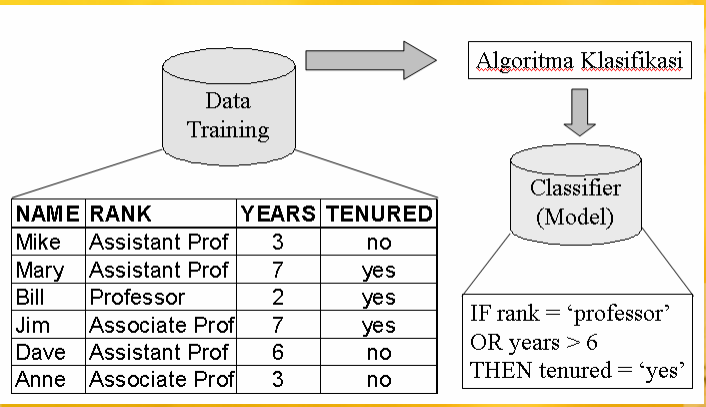 Data
Training
Algoritma Klasifikasi
Classifier
(Model)
NAME RANK YEARS TENURED
Mike Assistant Prof 3 no
Mary Assistant Prof 7 yes
Bill Professor 2 yes
Jim Associate Prof 7 yes
Dave Assistant Prof 6 no
Anne Associate Prof 3 no
IF rank = ‘professor’
OR years > 6
THEN tenured = ‘yes’